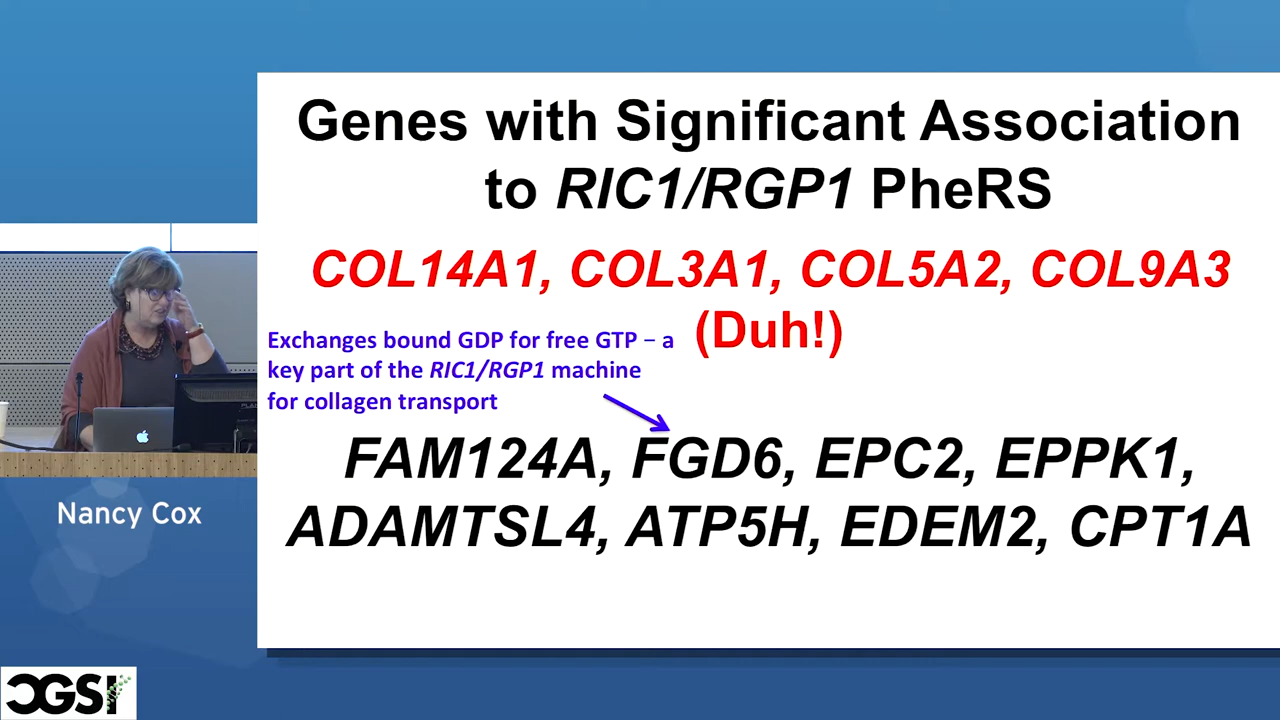 Genes with Significant Association
to RIC1/RGP1 PheRS
COL14A1, COL3A1, COL5A2, COL9A3
(Duh!)
Exchanges bound GDP for free GTP – a
key part of the RIC1/RGP1 machine
for collagen transport
FAM124A, FGD6, EPC2, EPPK1,
ADAMTSL4, ATP5H, EDEM2, CPT1A
Nancy Cox
CGSI